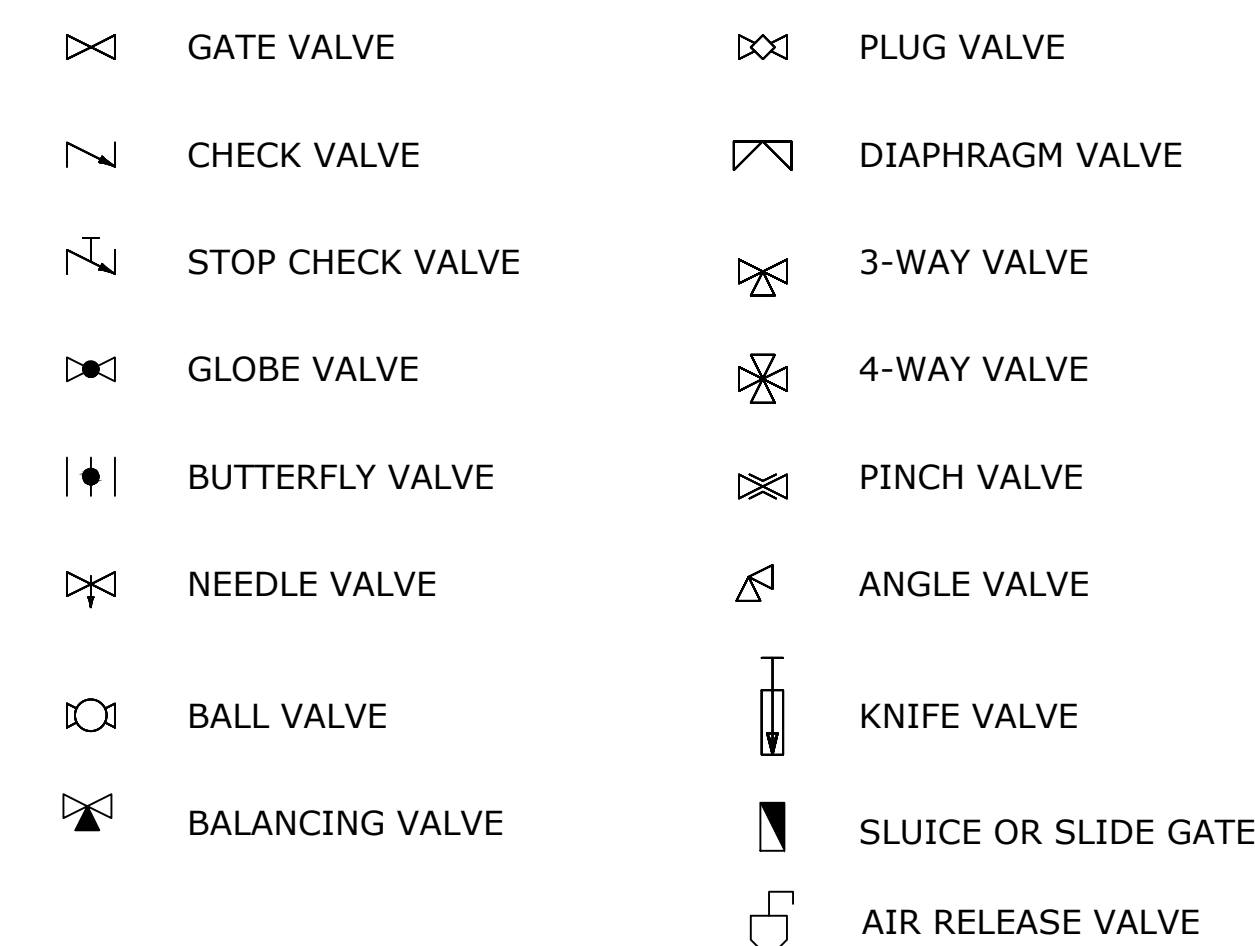 GATE VALVE
CHECK VALVE
STOP CHECK VALVE
GLOBE VALVE
BUTTERFLY VALVE
NEEDLE VALVE
BALL VALVE
BALANCING VALVE
PLUG VALVE
DIAPHRAGM VALVE
3-WAY VALVE
4-WAY VALVE
PINCH VALVE
ANGLE VALVE
KNIFE VALVE
SLUICE OR SLIDE GATE
AIR RELEASE VALVE